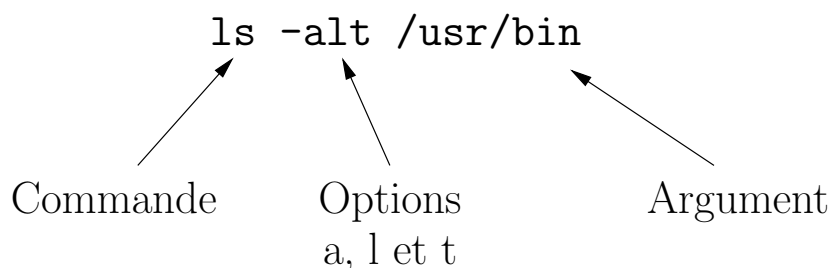 ls -alt /usr/bin
Commande Options Argument
a, l et t